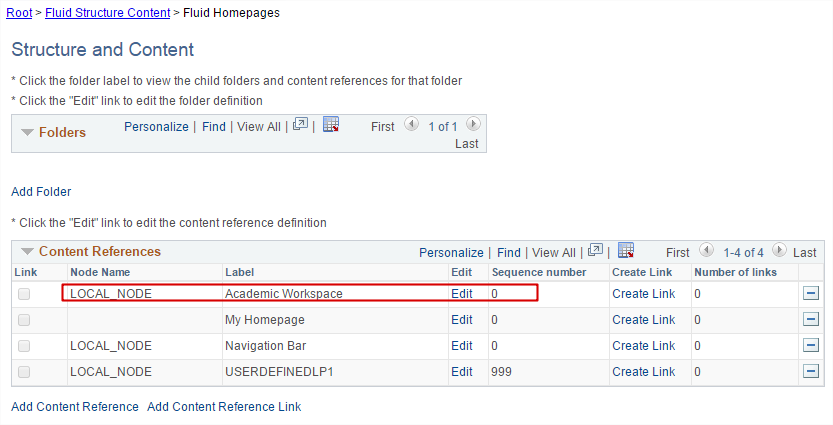 Root > Fluid Structure Content > Fluid Homepages
Structure and Content
* Click the folder label to view the child folders and content references for that folder
* Click the "Edit" link to edit the folder definition
Folders Personalize | Find | View All | | First 1 of 1
Last
Add Folder
* Click the "Edit" link to edit the content reference definition
Content References Personalize | Find | View All | | First 1-4 of 4 Last
Link Node Name Label Edit Sequence number Create Link Number of links
LOCAL_NODE Academic Workspace Edit 0 Create Link 0
My Homepage Edit 0 Create Link 0
LOCAL_NODE Navigation Bar Edit 0 Create Link 0
LOCAL_NODE USERDEFINEDLP1 Edit 999 Create Link 0
Add Content Reference Add Content Reference Link